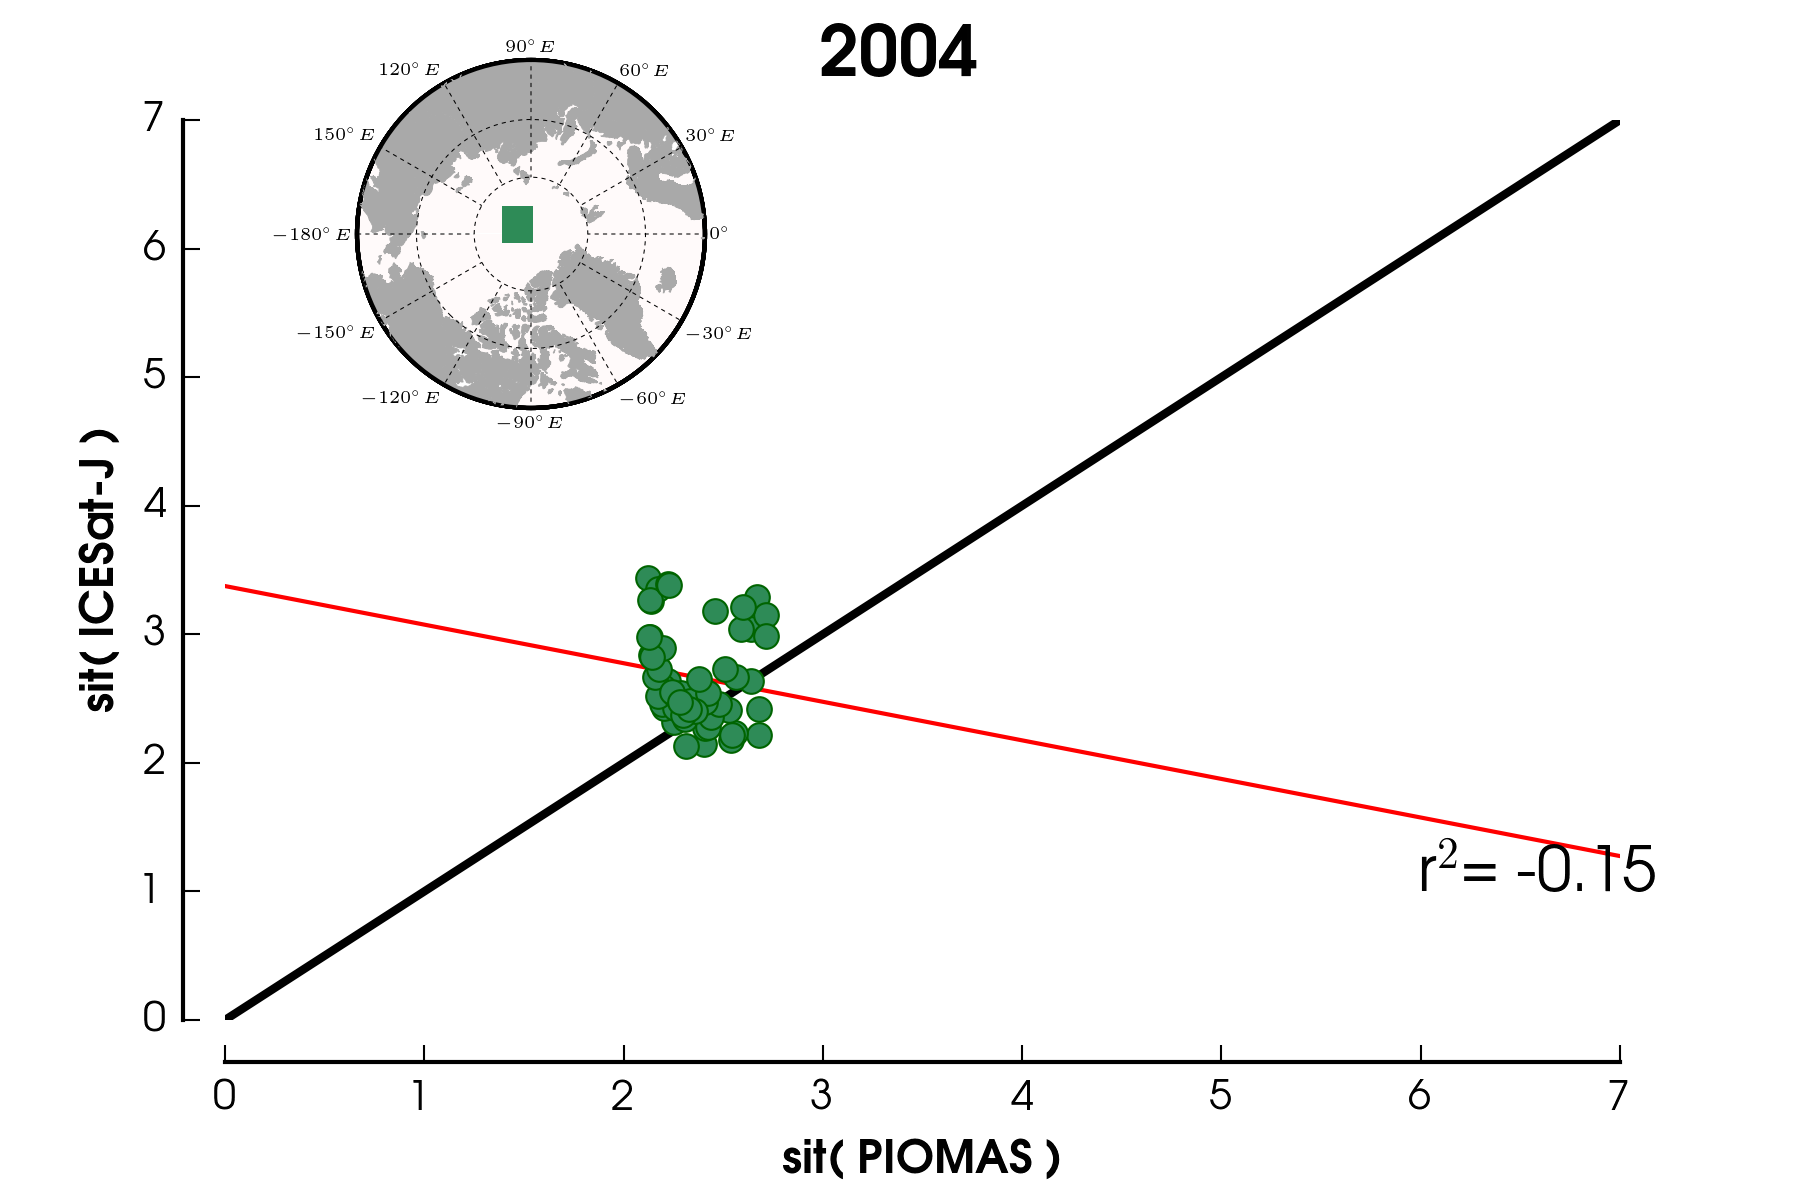 2004
90° E
120° E
60° E
150° E
30° E
−180° E
0°
−150° E
−30° E
−120° E
−60° E
−90° E
7
6
5
4
3
2
1
0
sit( ICESat-J )
r²= -0.15
0 1 2 3 4 5 6 7
sit( PIOMAS )